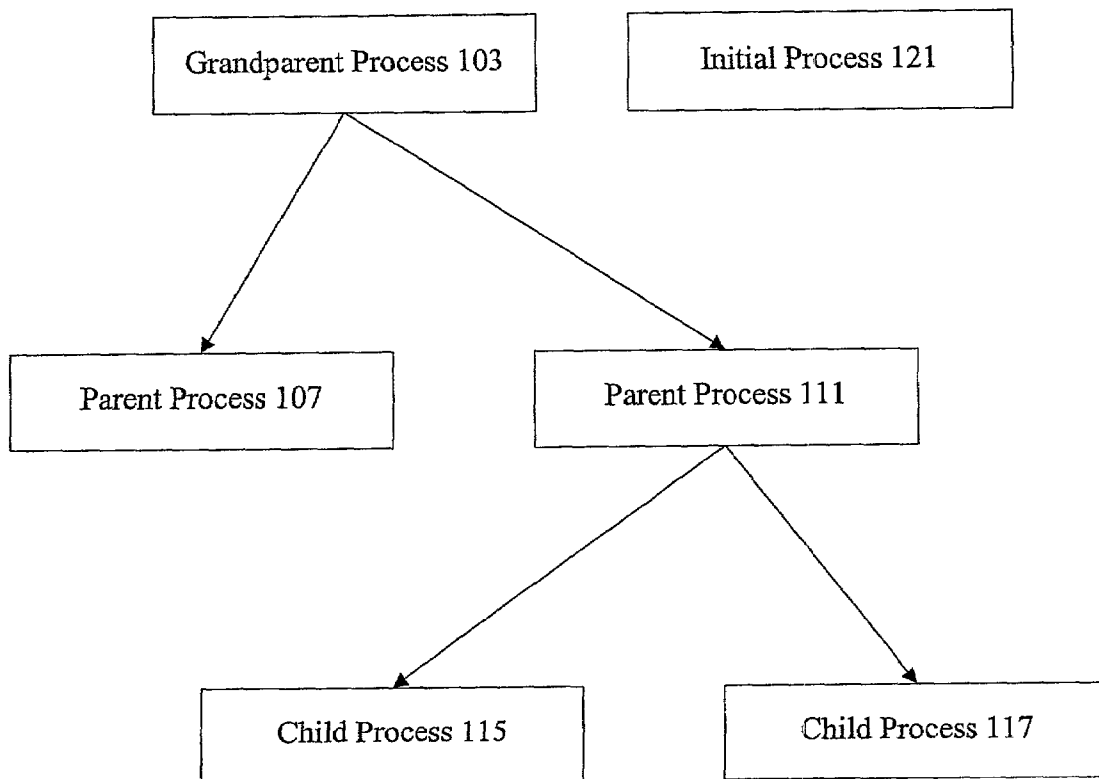 Grandparent Process 103
Initial Process 121
Parent Process 107
Parent Process 111
Child Process 115
Child Process 117